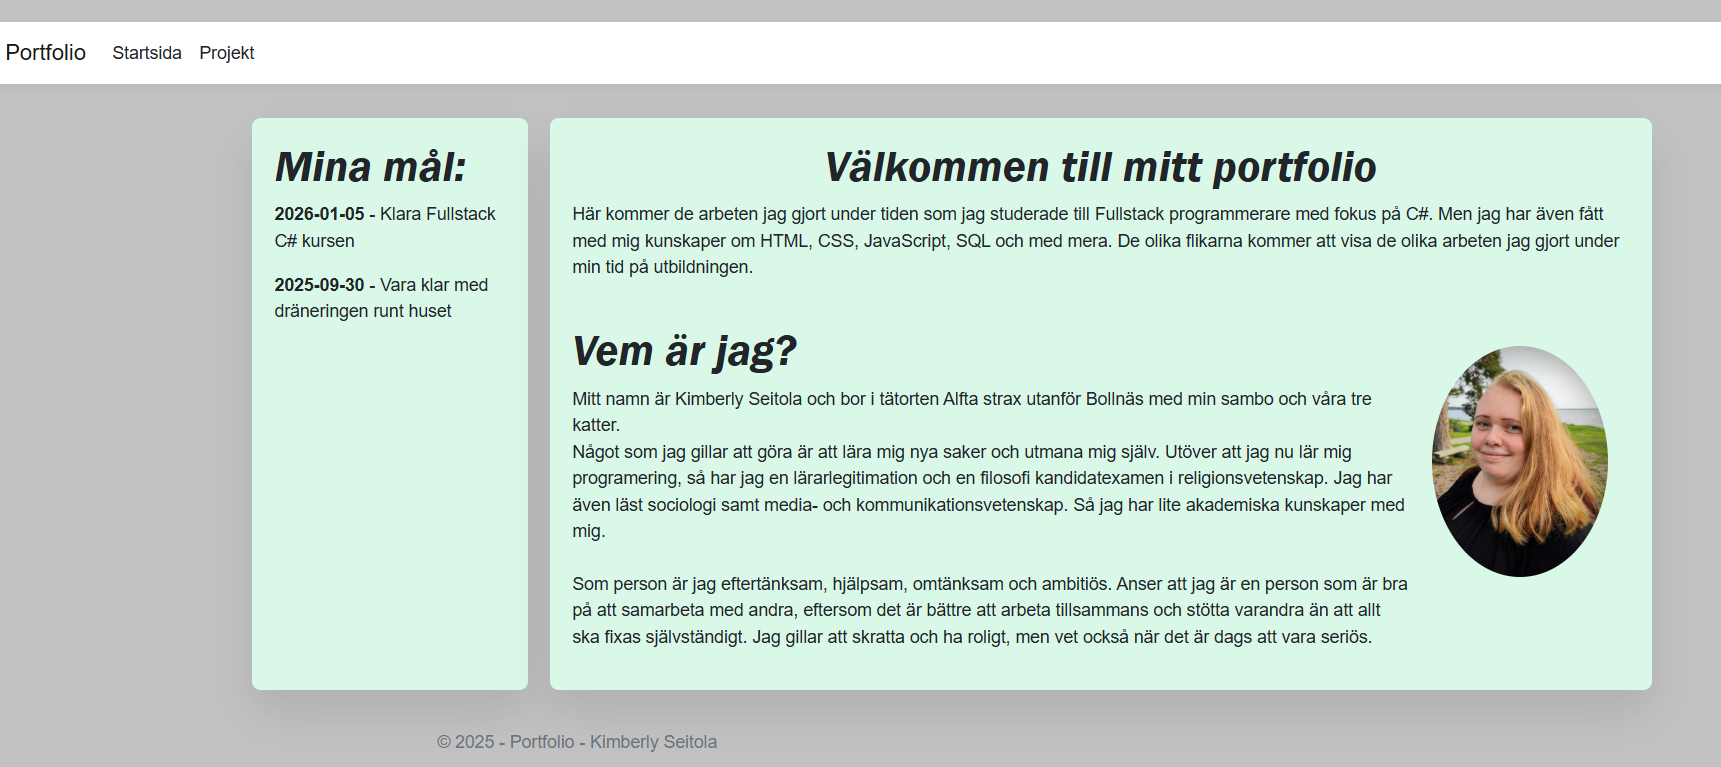 Portfolio Startsida Projekt
Mina mål:
2026-01-05 - Klara Fullstack
C# kursen
2025-09-30 - Vara klar med
dräneringen runt huset
Välkommen till mitt portfolio
Här kommer de arbeten jag gjort under tiden som jag studerade till Fullstack programmerare med fokus på C#. Men jag har även fått
med mig kunskaper om HTML, CSS, JavaScript, SQL och med mera. De olika flikarna kommer att visa de olika arbeten jag gjort under
min tid på utbildningen.
Vem är jag?
Mitt namn är Kimberly Seitola och bor i tätorten Alfta strax utanför Bollnäs med min sambo och våra tre
katter.
Något som jag gillar att göra är att lära mig nya saker och utmana mig själv. Utöver att jag nu lär mig
programering, så har jag en lärarlegitimation och en filosofi kandidatexamen i religionsvetenskap. Jag har
även läst sociologi samt media- och kommunikationsvetenskap. Så jag har lite akademiska kunskaper med
mig.
Som person är jag eftertänksam, hjälpsam, omtänksam och ambitiös. Anser att jag är en person som är bra
på att samarbeta med andra, eftersom det är bättre att arbeta tillsammans och stötta varandra än att allt
ska fixas självständigt. Jag gillar att skratta och ha roligt, men vet också när det är dags att vara seriös.
© 2025 - Portfolio - Kimberly Seitola